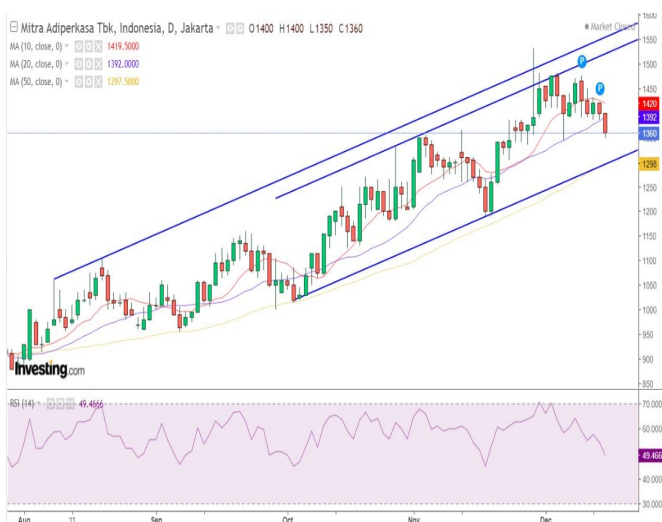 Mitra Adiperkasa Tbk, Indonesia, D, Jakarta O1400 H1400 L1350 C1360
Market Closed
MA (10, close, 0) 1419.5000
MA (20, close, 0) 1392.0000
MA (50, close, 0) 1297.5000
1600
1550
1500
1450
1420
1392
1360
1298
1250
1200
1150
1100
1050
1000
950
900
850
P
P
Investing.com
RSI (14) 49.4666
70.000
60.000
49.466
40.000
30.000
Aug 11 Sep Oct Nov Dec